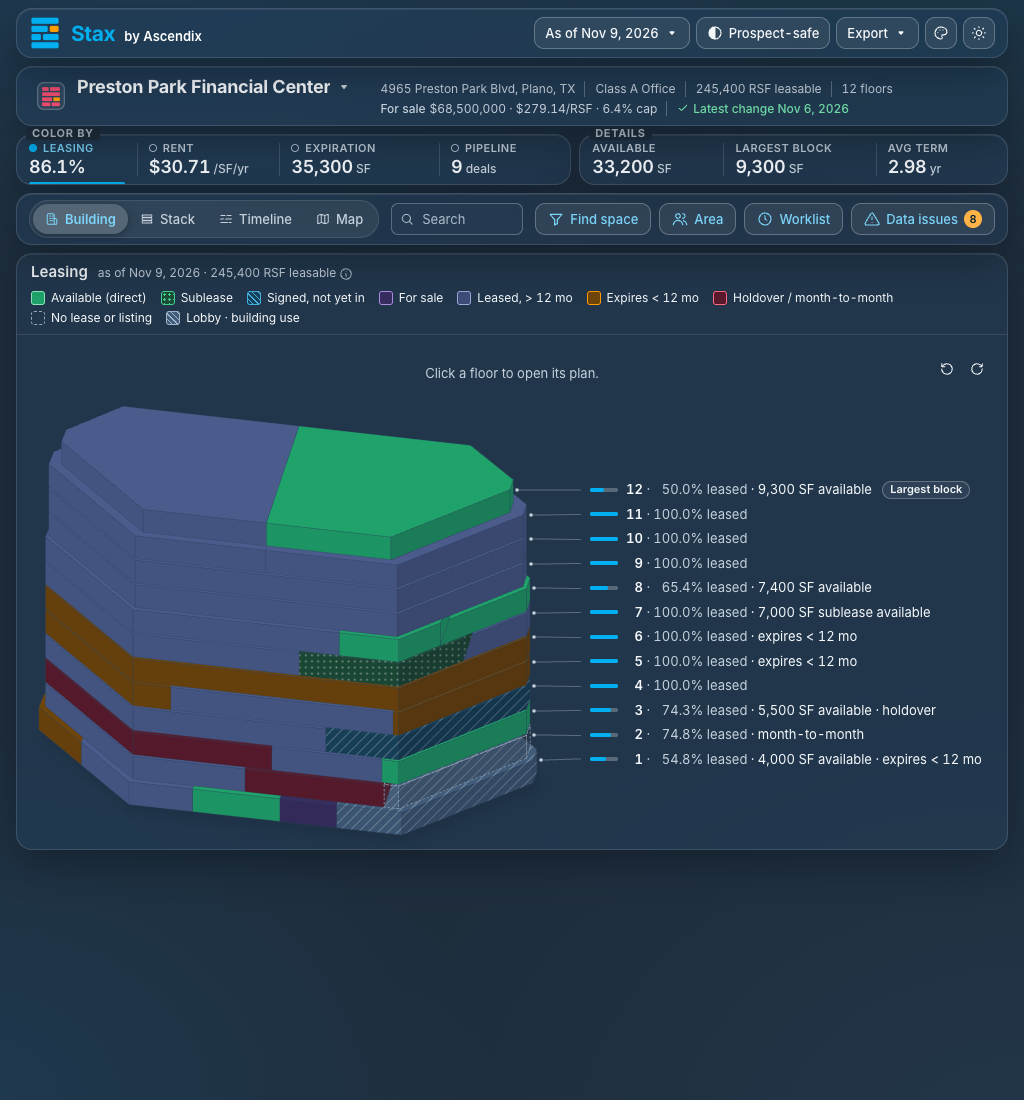 Stax by Ascendix
As of Nov 9, 2026
Prospect-safe
Export
Preston Park Financial Center
4965 Preston Park Blvd, Plano, TX
Class A Office
245,400 RSF leasable
12 floors
For sale $68,500,000 · $279.14/RSF · 6.4% cap
Latest change Nov 6, 2026
COLOR BY
LEASING
86.1%
RENT
$30.71 /SF/yr
EXPIRATION
35,300 SF
PIPELINE
9 deals
DETAILS
AVAILABLE
33,200 SF
LARGEST BLOCK
9,300 SF
AVG TERM
2.98 yr
Building
Stack
Timeline
Map
Search
Find space
Area
Worklist
Data issues 8
Leasing as of Nov 9, 2026 · 245,400 RSF leasable
Available (direct)
Sublease
Signed, not yet in
For sale
Leased, > 12 mo
Expires < 12 mo
Holdover / month-to-month
No lease or listing
Lobby · building use
Click a floor to open its plan.
12 · 50.0% leased · 9,300 SF available Largest block
11 · 100.0% leased
10 · 100.0% leased
9 · 100.0% leased
8 · 65.4% leased · 7,400 SF available
7 · 100.0% leased · 7,000 SF sublease available
6 · 100.0% leased · expires < 12 mo
5 · 100.0% leased · expires < 12 mo
4 · 100.0% leased
3 · 74.3% leased · 5,500 SF available · holdover
2 · 74.8% leased · month-to-month
1 · 54.8% leased · 4,000 SF available · expires < 12 mo